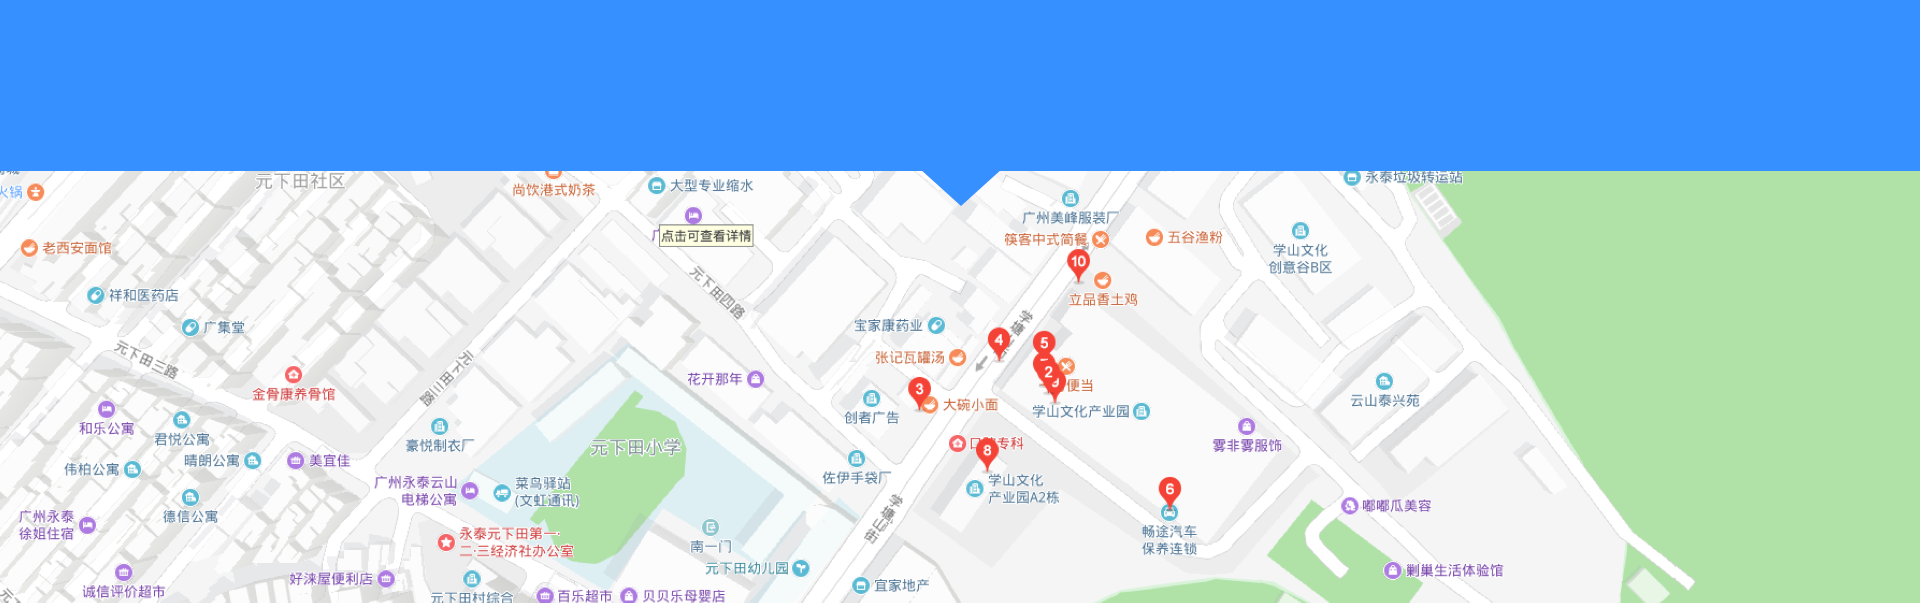 元下田社区
火锅
尚饮港式奶茶
大型专业缩水
点击可查看详情
永泰垃圾转运站
广州美峰服装厂
筷客中式简餐
五谷渔粉
学山文化
创意谷B区
老西安面馆
10
立品香土鸡
祥和医药店
广集堂
元下田四路
宝家康药业
4
5
张记瓦罐汤
元下田三路
元下田三路
金骨康养骨馆
花开那年
3
2
9
便当
大碗小面
创者广告
学山文化产业园
云山泰兴苑
和乐公寓
君悦公寓
豪悦制衣厂
元下田小学
8
专科
雾非雾服饰
伟柏公寓
晴朗公寓
美宜佳
佐伊手袋厂
广州永泰云山
电梯公寓
菜鸟驿站
(文虹通讯)
学山文化
产业园A2栋
6
嘟嘟瓜美容
德信公寓
广州永泰
徐姐住宿
学塘山街
畅途汽车
保养连锁
永泰元下田第一·
二·三经济社办公室
南一门
元下田幼儿园
剿巢生活体验馆
诚信评价超市
好涞屋便利店
宜家地产
元下田村综合
百乐超市
贝贝乐母婴店